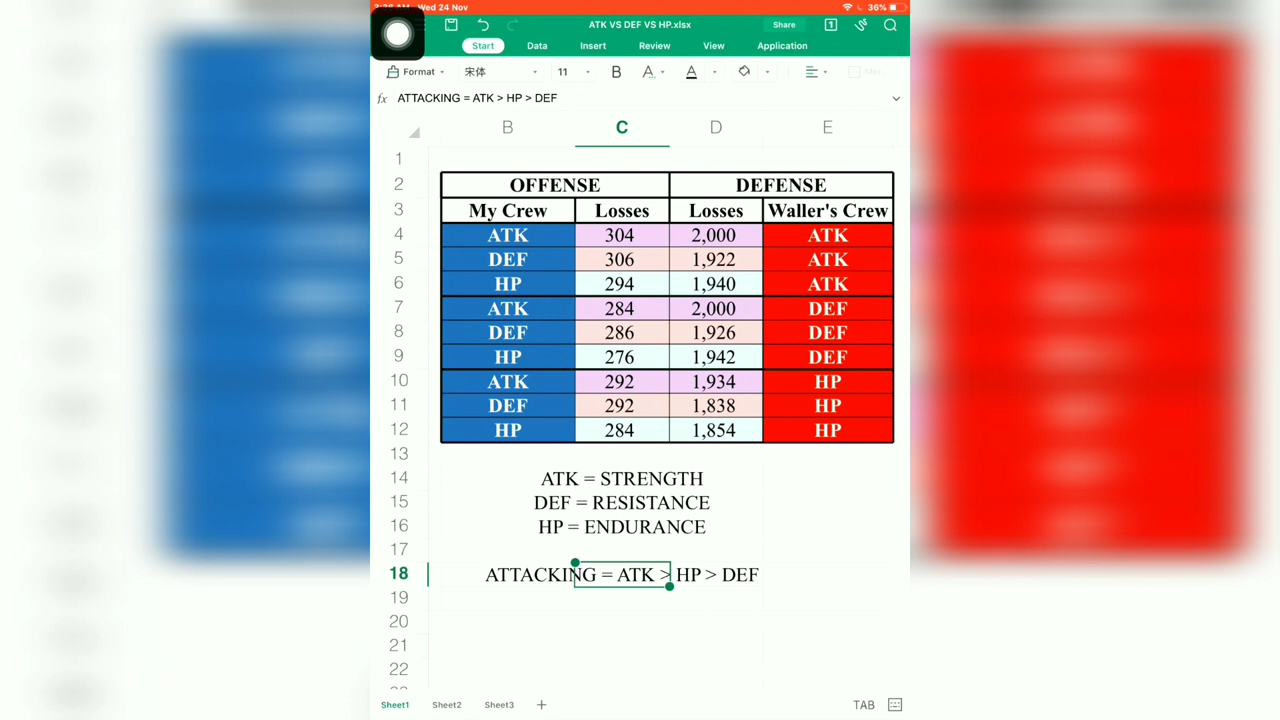 Wed 24 Nov
36%
ATK VS DEF VS HP.xlsx
Share
1
Start Data Insert Review View Application
Format 宋体 11 B A A
fx ATTACKING = ATK > HP > DEF
B C D E
1
2 OFFENSE DEFENSE
3 My Crew Losses Losses Waller's Crew
4 ATK 304 2,000 ATK
5 DEF 306 1,922 ATK
6 HP 294 1,940 ATK
7 ATK 284 2,000 DEF
8 DEF 286 1,926 DEF
9 HP 276 1,942 DEF
10 ATK 292 1,934 HP
11 DEF 292 1,838 HP
12 HP 284 1,854 HP
13
14 ATK = STRENGTH
15 DEF = RESISTANCE
16 HP = ENDURANCE
17
18 ATTACKING = ATK > HP > DEF
19
20
21
22
Sheet1 Sheet2 Sheet3 TAB